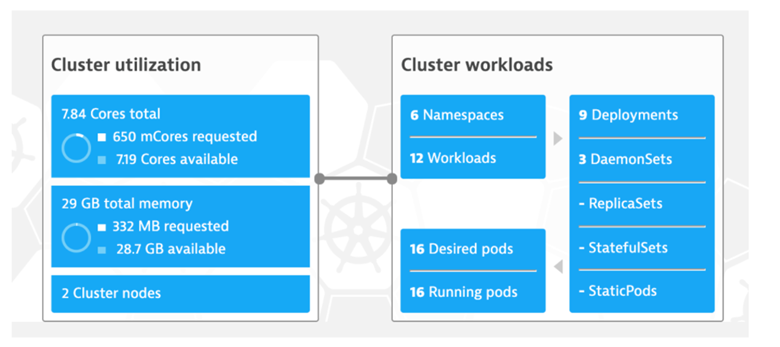 Cluster utilization
7.84 Cores total
650 mCores requested
7.19 Cores available
29 GB total memory
332 MB requested
28.7 GB available
2 Cluster nodes
Cluster workloads
6 Namespaces
12 Workloads
9 Deployments
3 DaemonSets
- ReplicaSets
- StatefulSets
- StaticPods
16 Desired pods
16 Running pods